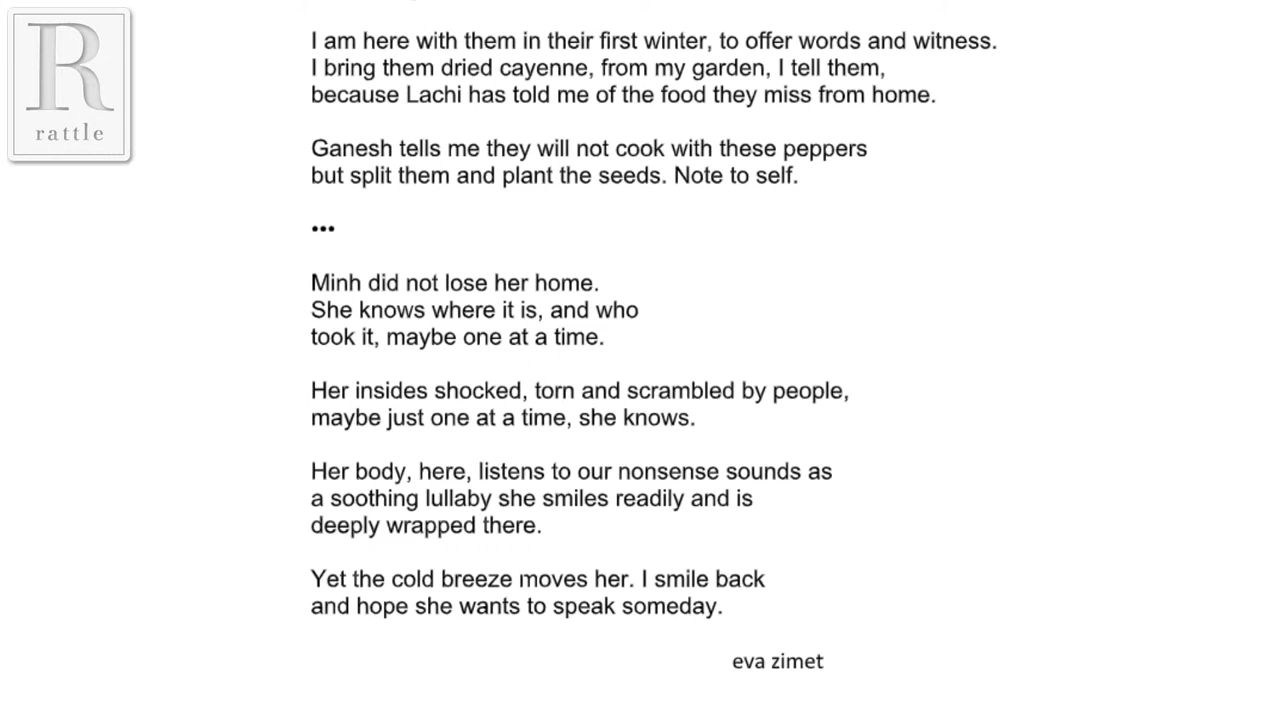 R
rattle
I am here with them in their first winter, to offer words and witness.
I bring them dried cayenne, from my garden, I tell them,
because Lachi has told me of the food they miss from home.
Ganesh tells me they will not cook with these peppers
but split them and plant the seeds. Note to self.
•••
Minh did not lose her home.
She knows where it is, and who
took it, maybe one at a time.
Her insides shocked, torn and scrambled by people,
maybe just one at a time, she knows.
Her body, here, listens to our nonsense sounds as
a soothing lullaby she smiles readily and is
deeply wrapped there.
Yet the cold breeze moves her. I smile back
and hope she wants to speak someday.
eva zimet